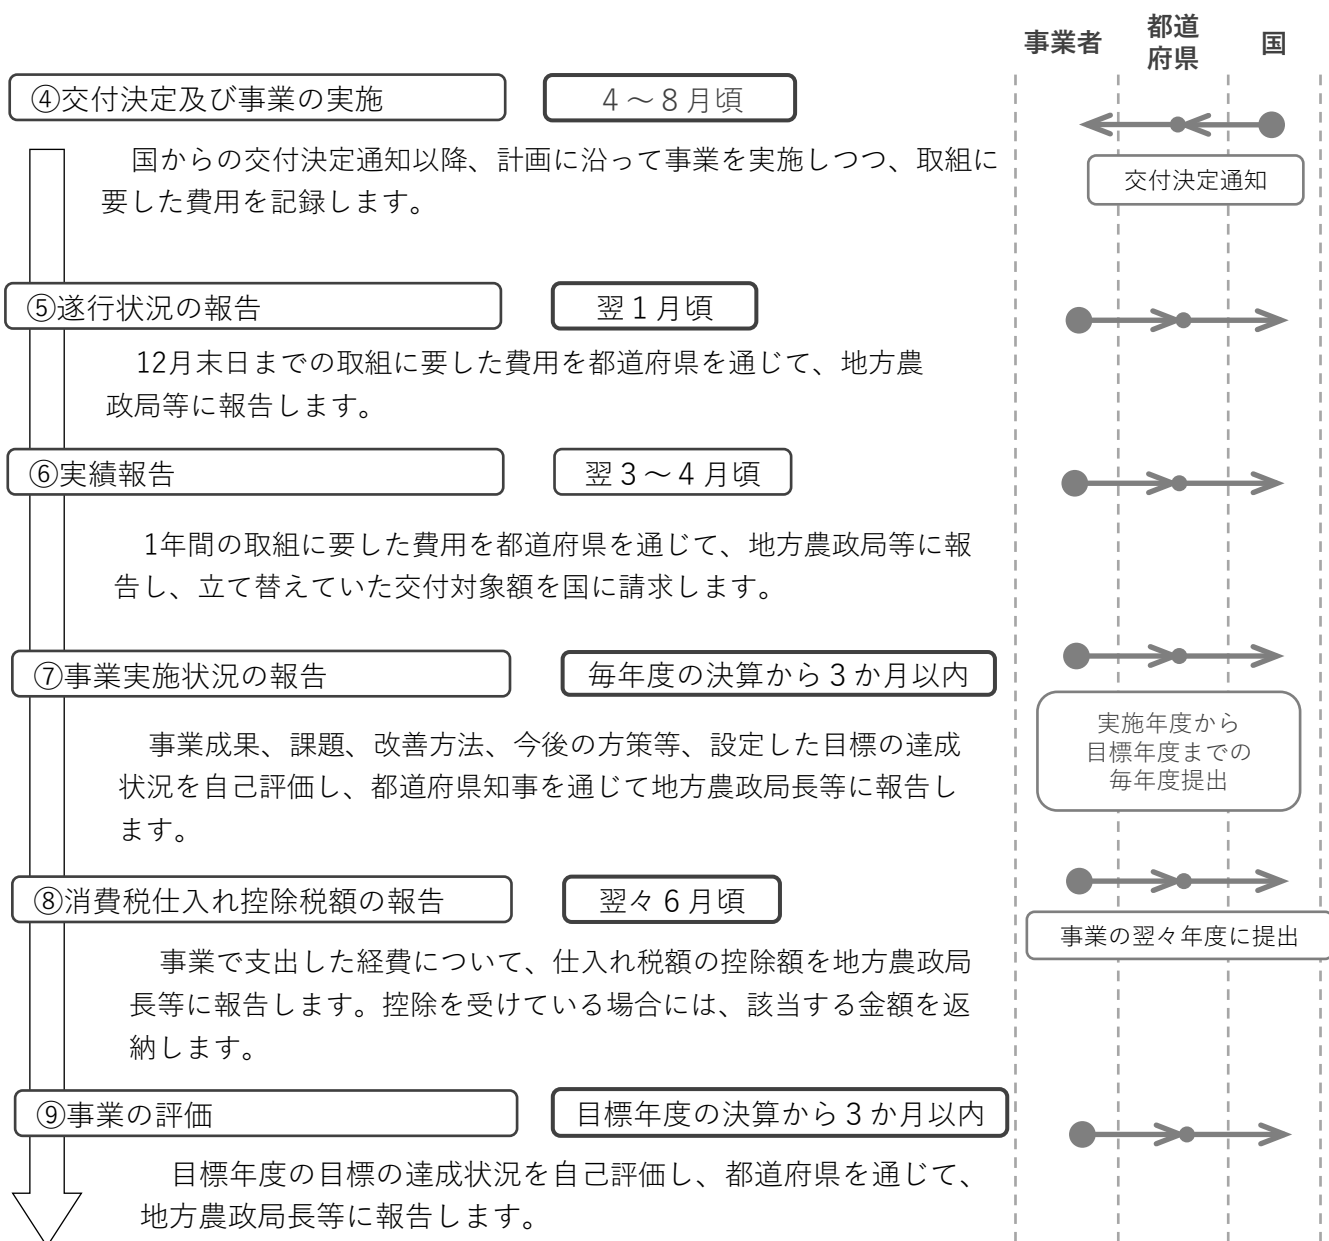 事業者
都道
府県
国
④交付決定及び事業の実施
4～8月頃
国からの交付決定通知以降、計画に沿って事業を実施しつつ、取組に
要した費用を記録します。
交付決定通知
⑤遂行状況の報告
翌1月頃
12月末日までの取組に要した費用を都道府県を通じて、地方農
政局等に報告します。
⑥実績報告
翌3～4月頃
1年間の取組に要した費用を都道府県を通じて、地方農政局等に報
告し、立て替えていた交付対象額を国に請求します。
⑦事業実施状況の報告
毎年度の決算から3か月以内
事業成果、課題、改善方法、今後の方策等、設定した目標の達成
状況を自己評価し、都道府県知事を通じて地方農政局長等に報告し
ます。
実施年度から
目標年度までの
毎年度提出
⑧消費税仕入れ控除税額の報告
翌々6月頃
事業の翌々年度に提出
事業で支出した経費について、仕入れ税額の控除額を地方農政局
長等に報告します。控除を受けている場合には、該当する金額を返
納します。
⑨事業の評価
目標年度の決算から3か月以内
目標年度の目標の達成状況を自己評価し、都道府県を通じて、
地方農政局長等に報告します。